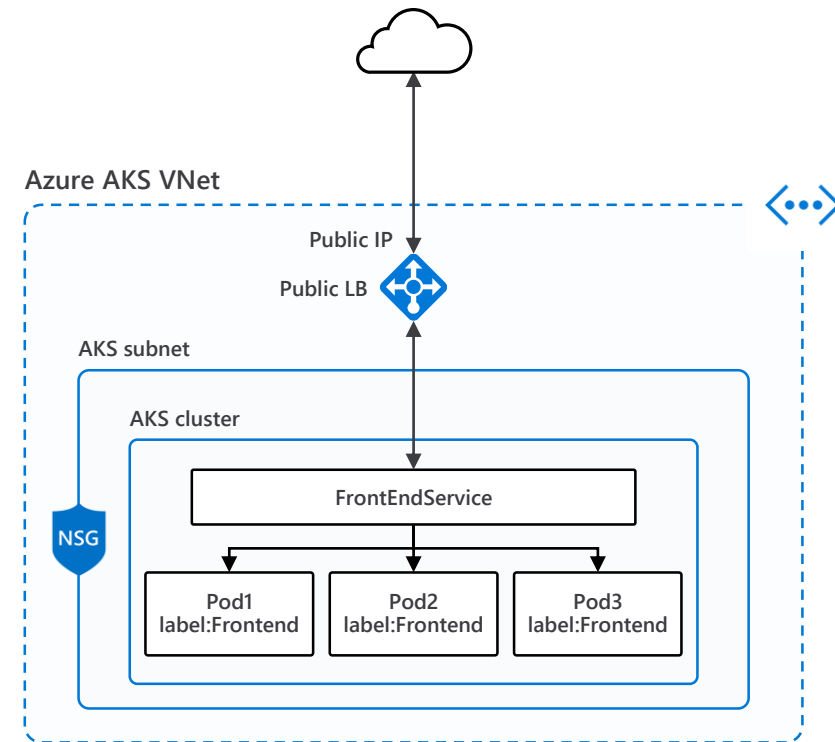 Azure AKS VNet
Public IP
Public LB
AKS subnet
AKS cluster
FrontEndService
NSG
Pod1
label:Frontend
Pod2
label:Frontend
Pod3
label:Frontend